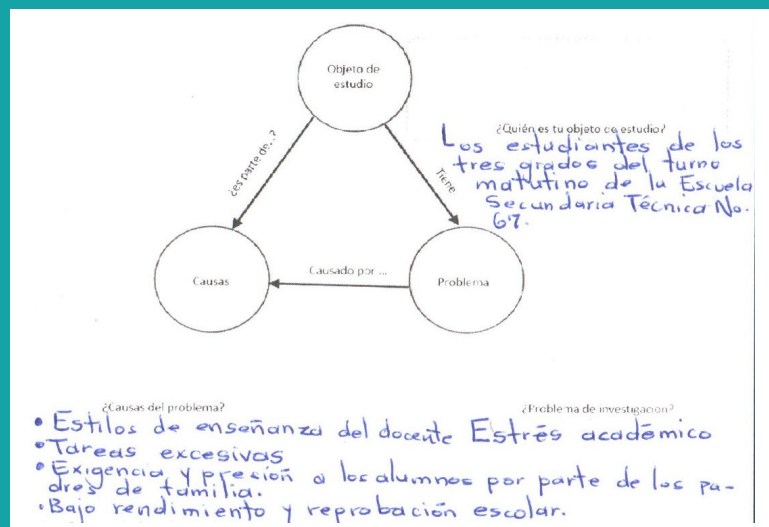 Objeto de
estudio
¿Quién es tu objeto de estudio?
Los estudiantes de los
tres grados del turno
matutino de la Escuela
Secundaria Técnica No.
67.
¿es parte de...?
Tiene
Causas
Causado por ...
Problema
¿Causas del problema?
¿Problema de investigación?
• Estilos de enseñanza del docente
Estrés académico
• Tareas excesivas
• Exigencia y presión a los alumnos por parte de los pa-
dres de familia.
• Bajo rendimiento y reprobación escolar.